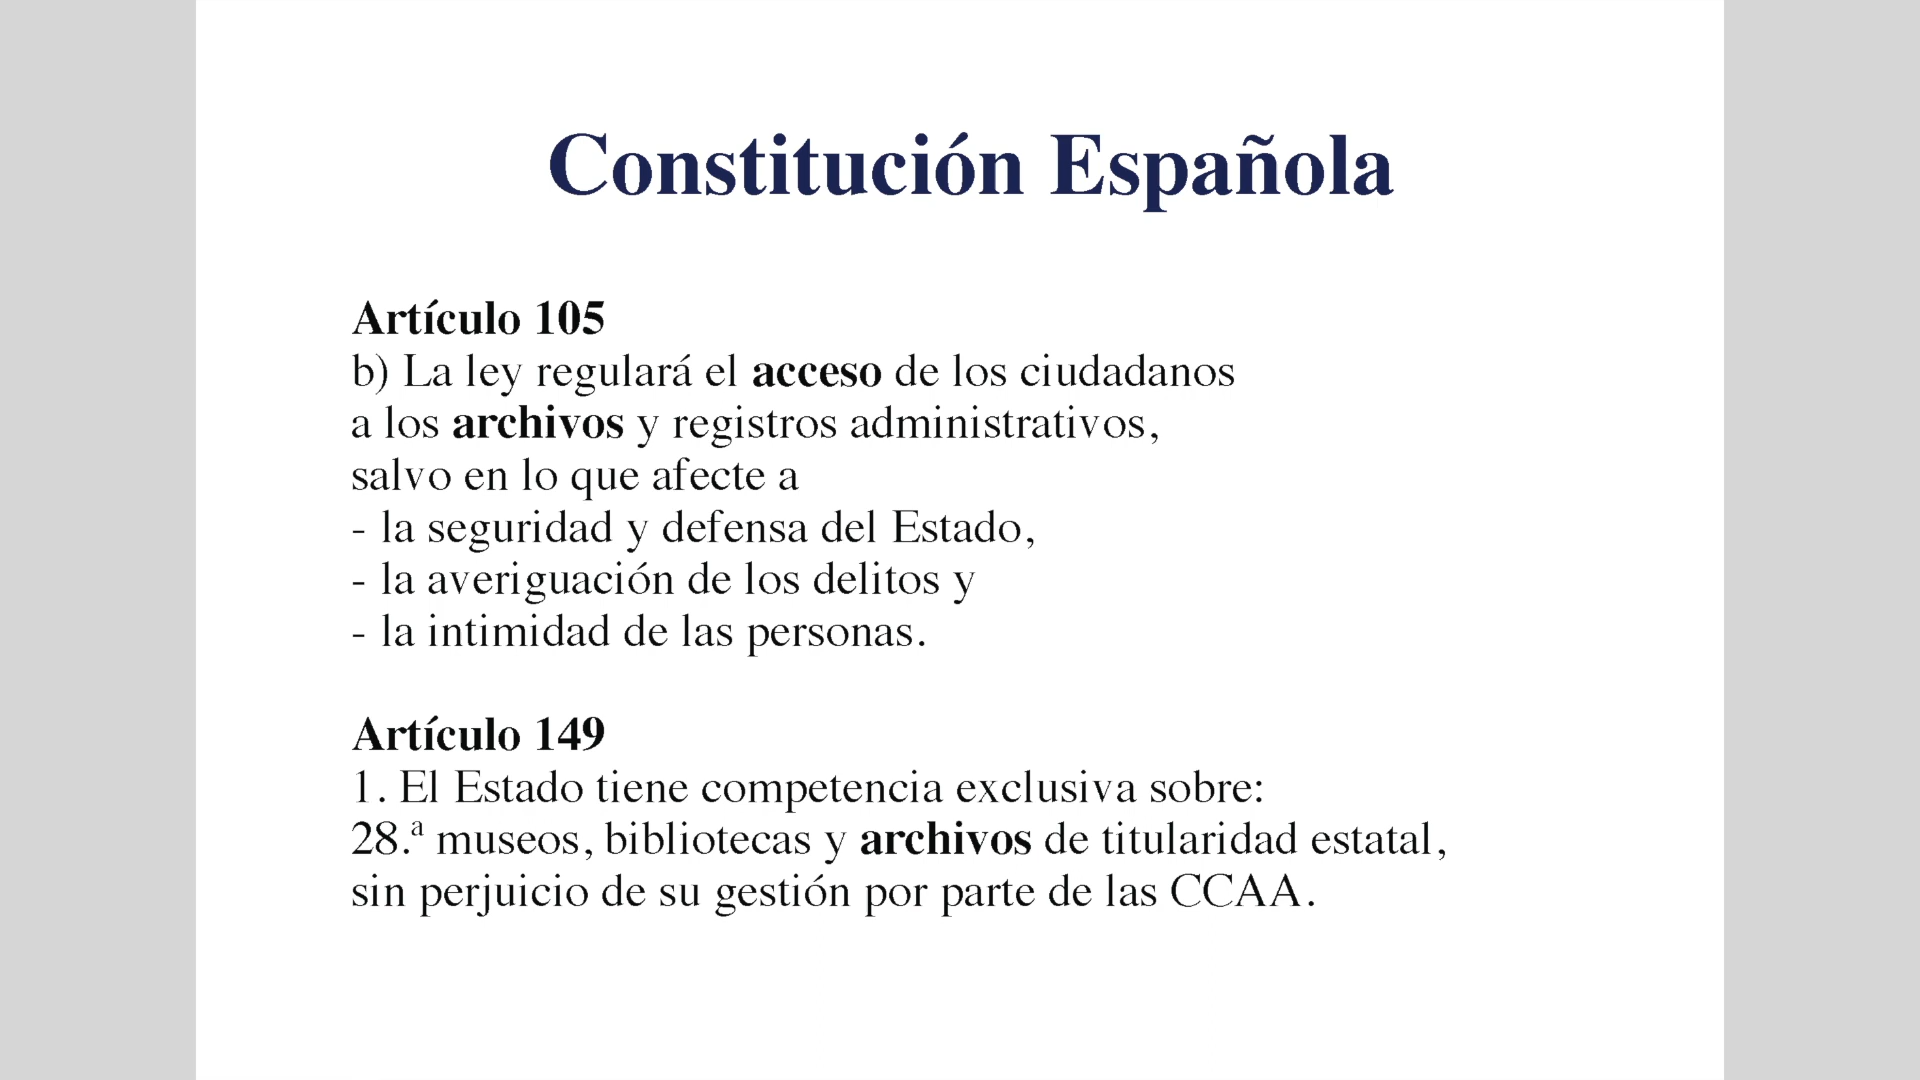 Constitución Española
Artículo 105
b) La ley regulará el acceso de los ciudadanos
a los archivos y registros administrativos,
salvo en lo que afecte a
- la seguridad y defensa del Estado,
- la averiguación de los delitos y
- la intimidad de las personas.
Artículo 149
1. El Estado tiene competencia exclusiva sobre:
28.ª museos, bibliotecas y archivos de titularidad estatal,
sin perjuicio de su gestión por parte de las CCAA.